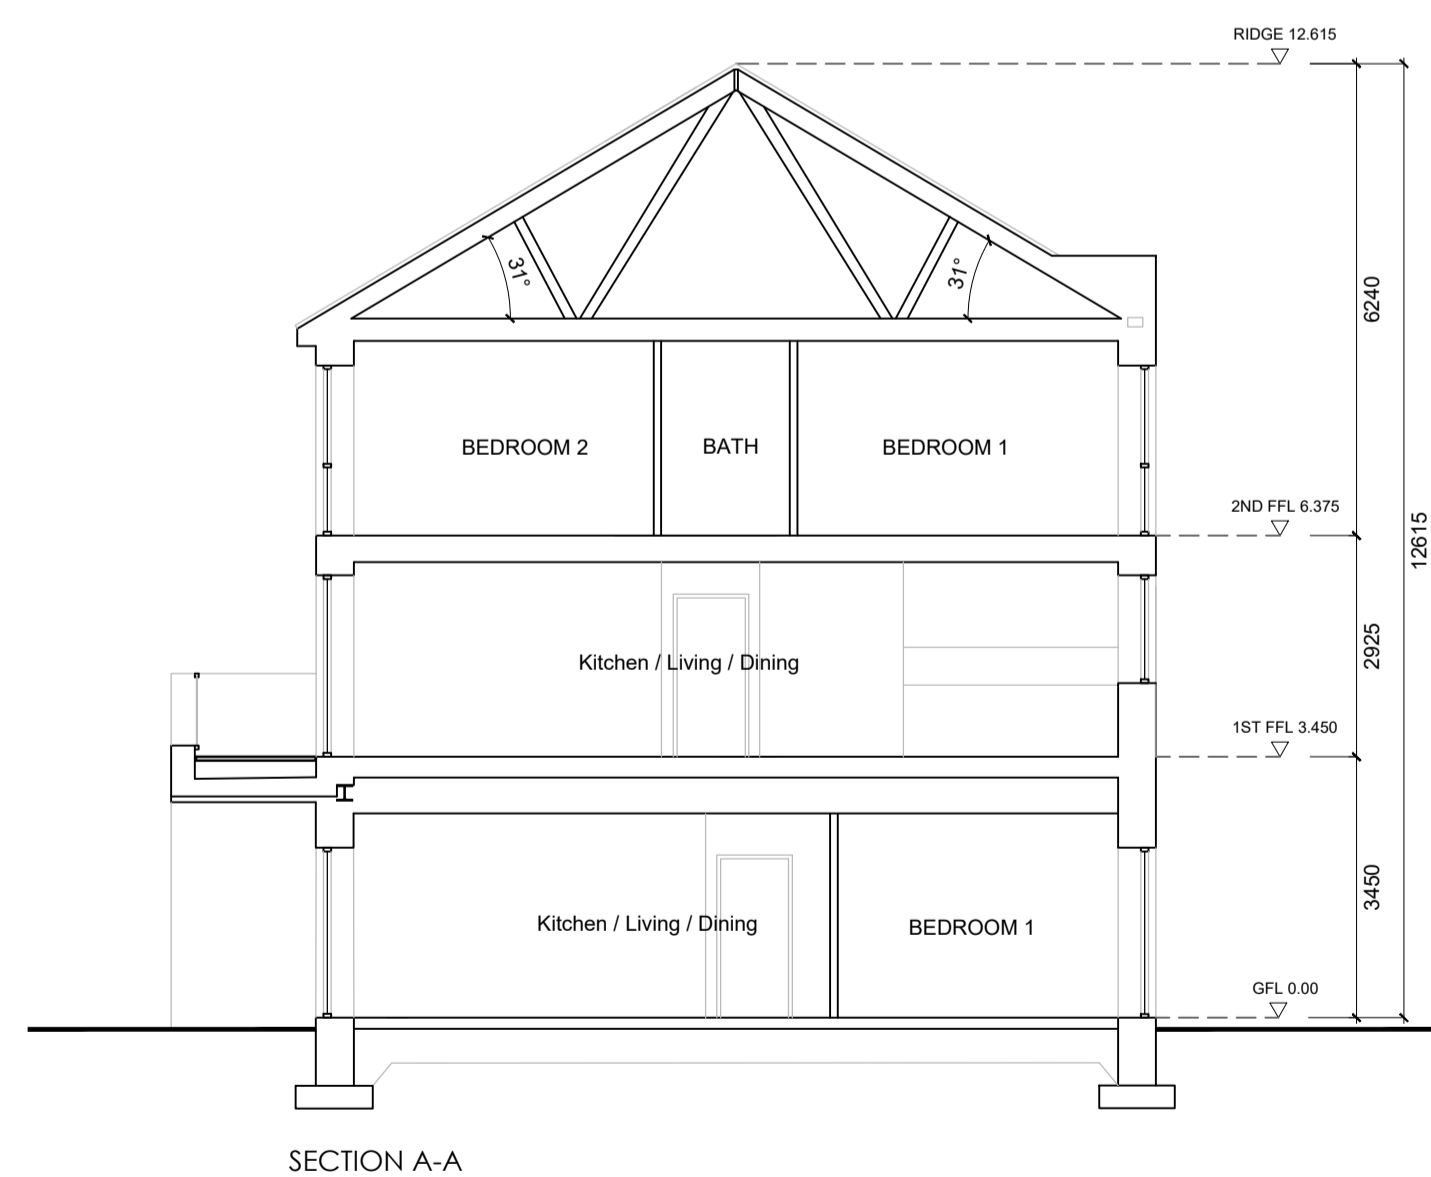 RIDGE 12.615
31°
31°
6240
BEDROOM 2
BATH
BEDROOM 1
2ND FFL 6.375
12615
Kitchen / Living / Dining
2925
1ST FFL 3.450
3450
Kitchen / Living / Dining
BEDROOM 1
GFL 0.00
SECTION A-A